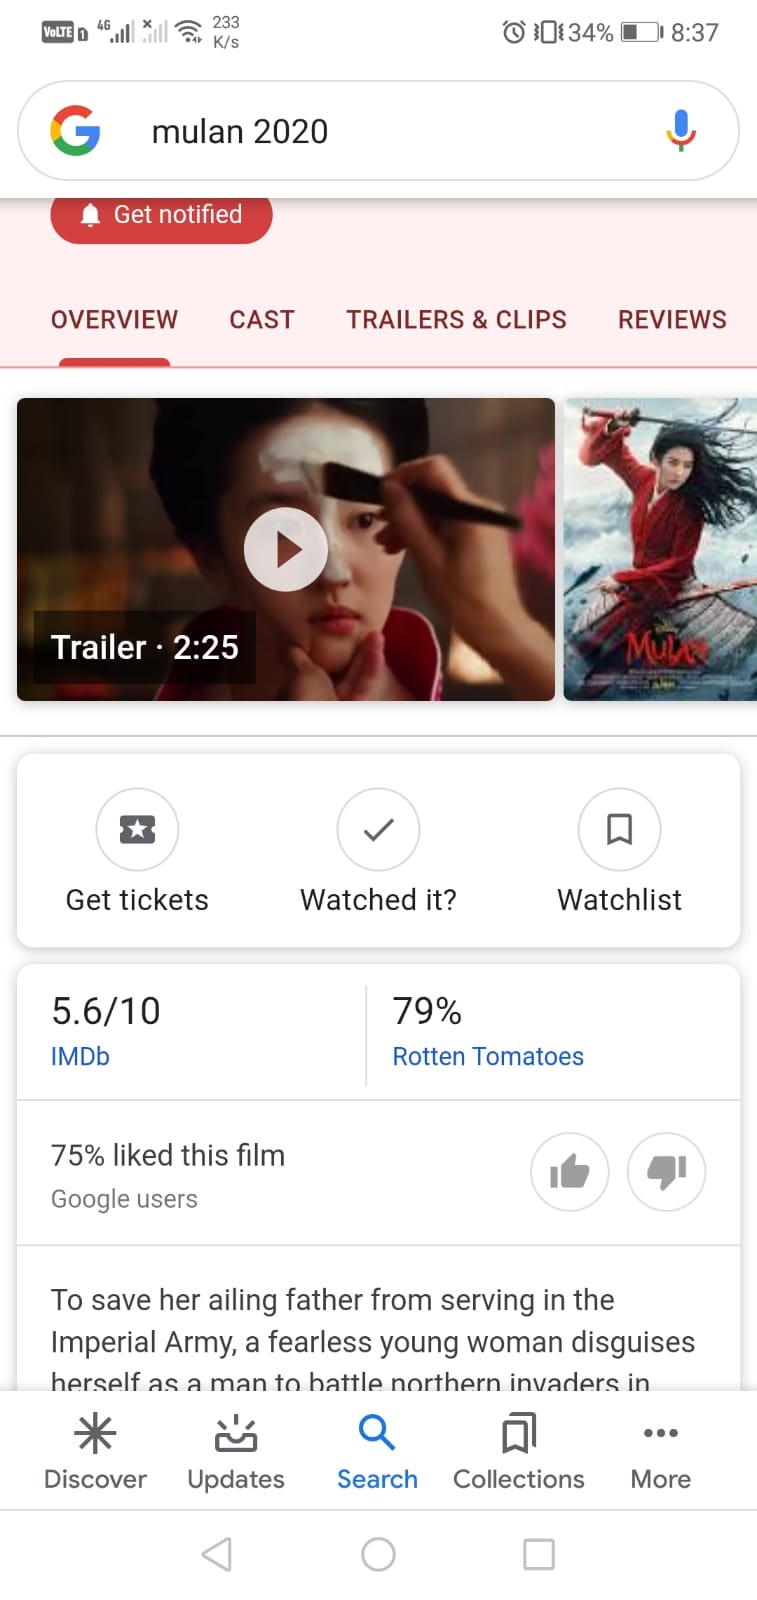 VoLTE 1 4G 233 K/s 34% 8:37
mulan 2020
Get notified
OVERVIEW CAST TRAILERS & CLIPS REVIEWS
Trailer · 2:25
MULAN
Get tickets Watched it? Watchlist
5.6/10 79%
IMDb Rotten Tomatoes
75% liked this film
Google users
To save her ailing father from serving in the
Imperial Army, a fearless young woman disguises
herself as a man to battle northern invaders in
Discover Updates Search Collections More